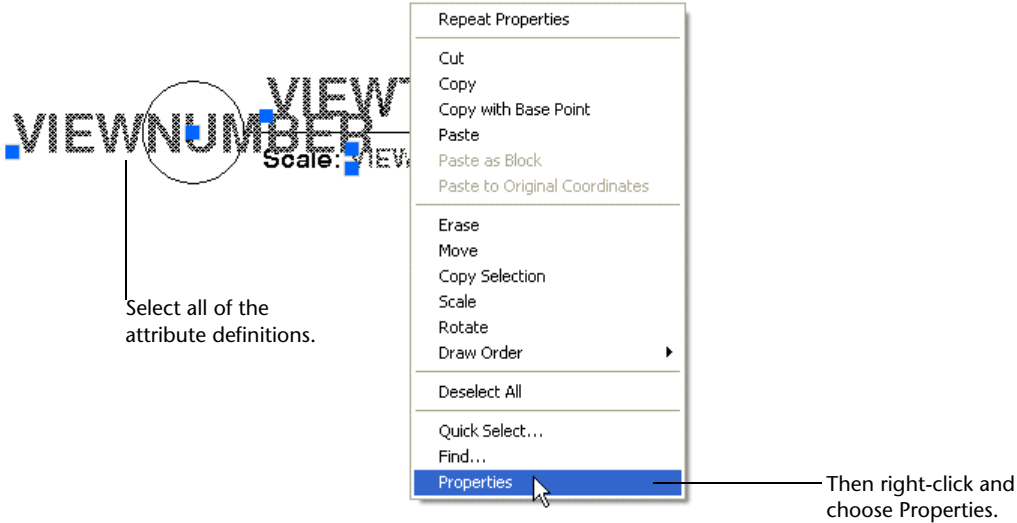 VIEWNUMBER
VIEW
Scale: VIEW
Select all of the
attribute definitions.
Repeat Properties
Cut
Copy
Copy with Base Point
Paste
Paste as Block
Paste to Original Coordinates
Erase
Move
Copy Selection
Scale
Rotate
Draw Order
Deselect All
Quick Select...
Find...
Properties
Then right-click and
choose Properties.